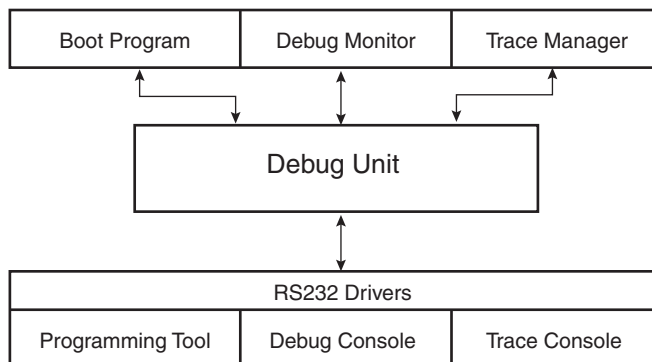 Boot Program
Debug Monitor
Trace Manager
Debug Unit
RS232 Drivers
Programming Tool
Debug Console
Trace Console